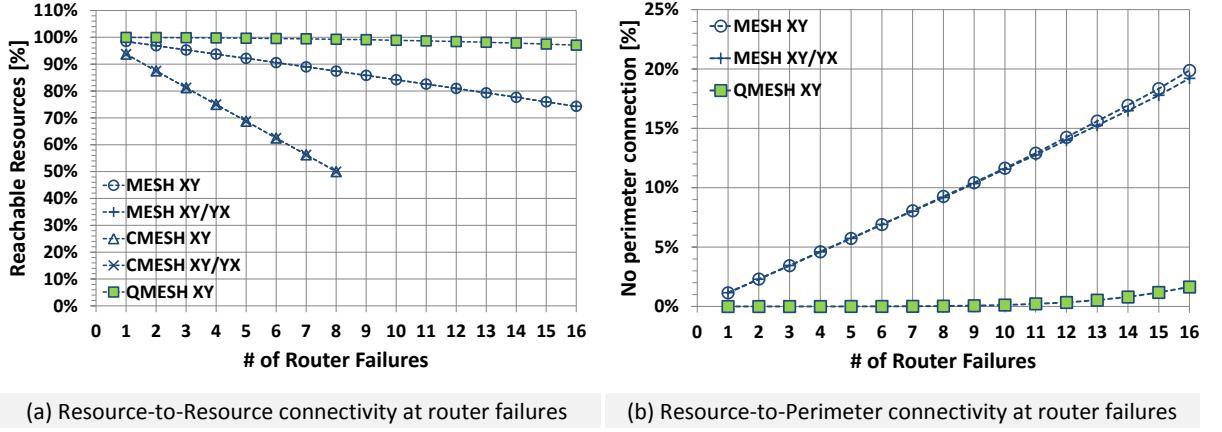 110%
100%
90%
80%
70%
60%
50%
40%
30%
20%
10%
0%
Reachable Resources [%]
MESH XY
MESH XY/YX
CMESH XY
CMESH XY/YX
QMESH XY
0 1 2 3 4 5 6 7 8 9 10 11 12 13 14 15 16
# of Router Failures
(a) Resource-to-Resource connectivity at router failures
25%
20%
15%
10%
5%
0%
No perimeter connection [%]
MESH XY
MESH XY/YX
QMESH XY
0 1 2 3 4 5 6 7 8 9 10 11 12 13 14 15 16
# of Router Failures
(b) Resource-to-Perimeter connectivity at router failures